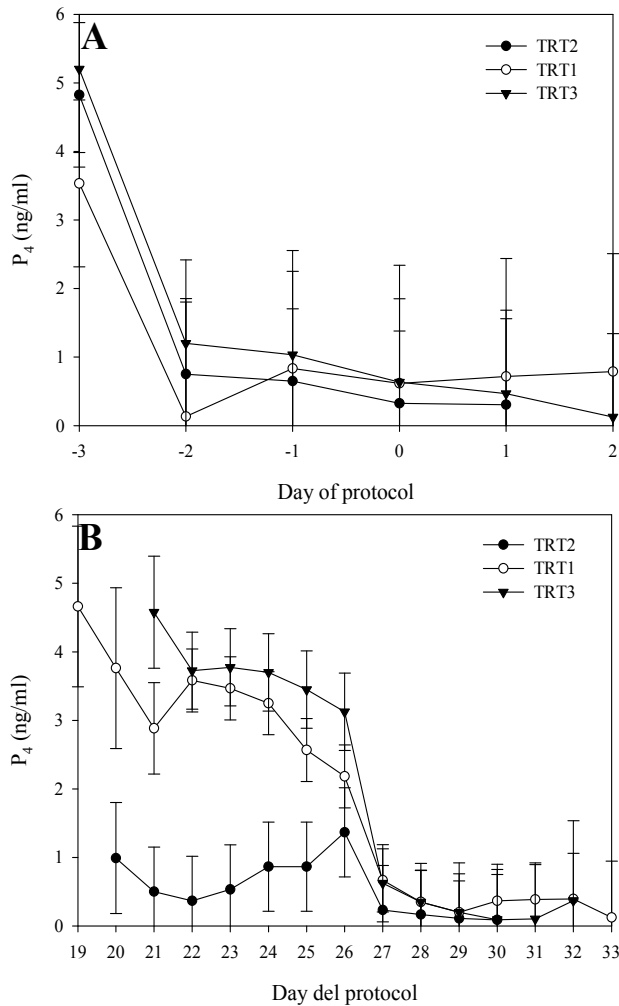 A
TRT2
TRT1
TRT3
P4 (ng/ml)
6
5
4
3
2
1
0
-3 -2 -1 0 1 2
Day of protocol
B
TRT2
TRT1
TRT3
P4 (ng/ml)
6
5
4
3
2
1
0
19 20 21 22 23 24 25 26 27 28 29 30 31 32 33
Day del protocol